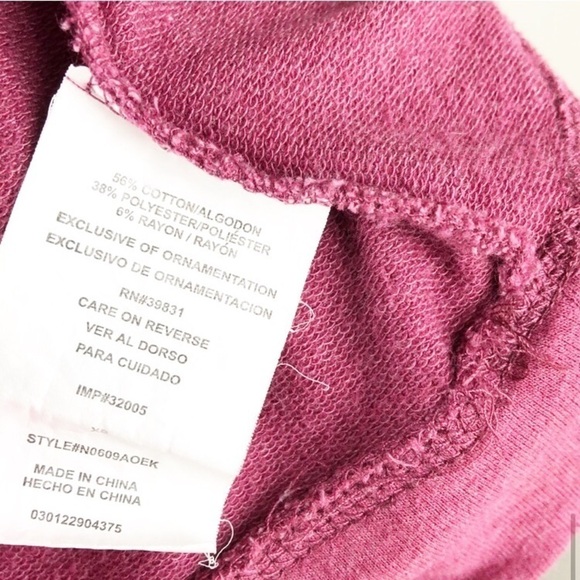 56% COTTON/ALGODON
38% POLYESTER/POLIÉSTER
6% RAYON / RAYÓN
EXCLUSIVE OF ORNAMENTATION
EXCLUSIVO DE ORNAMENTACION
RN#39831
CARE ON REVERSE
VER AL DORSO
PARA CUIDADO
IMP#32005
STYLE#N0609AOEK
MADE IN CHINA
HECHO EN CHINA
030122904375